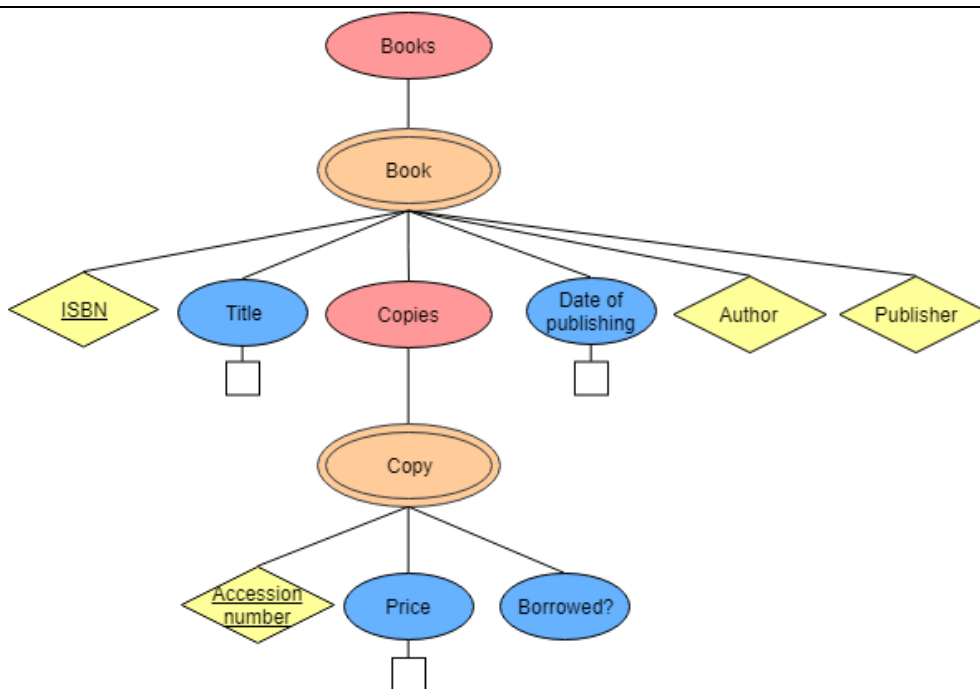 Books
Book
ISBN
Title
Copies
Date of
publishing
Author
Publisher
Copy
Accession
number
Price
Borrowed?